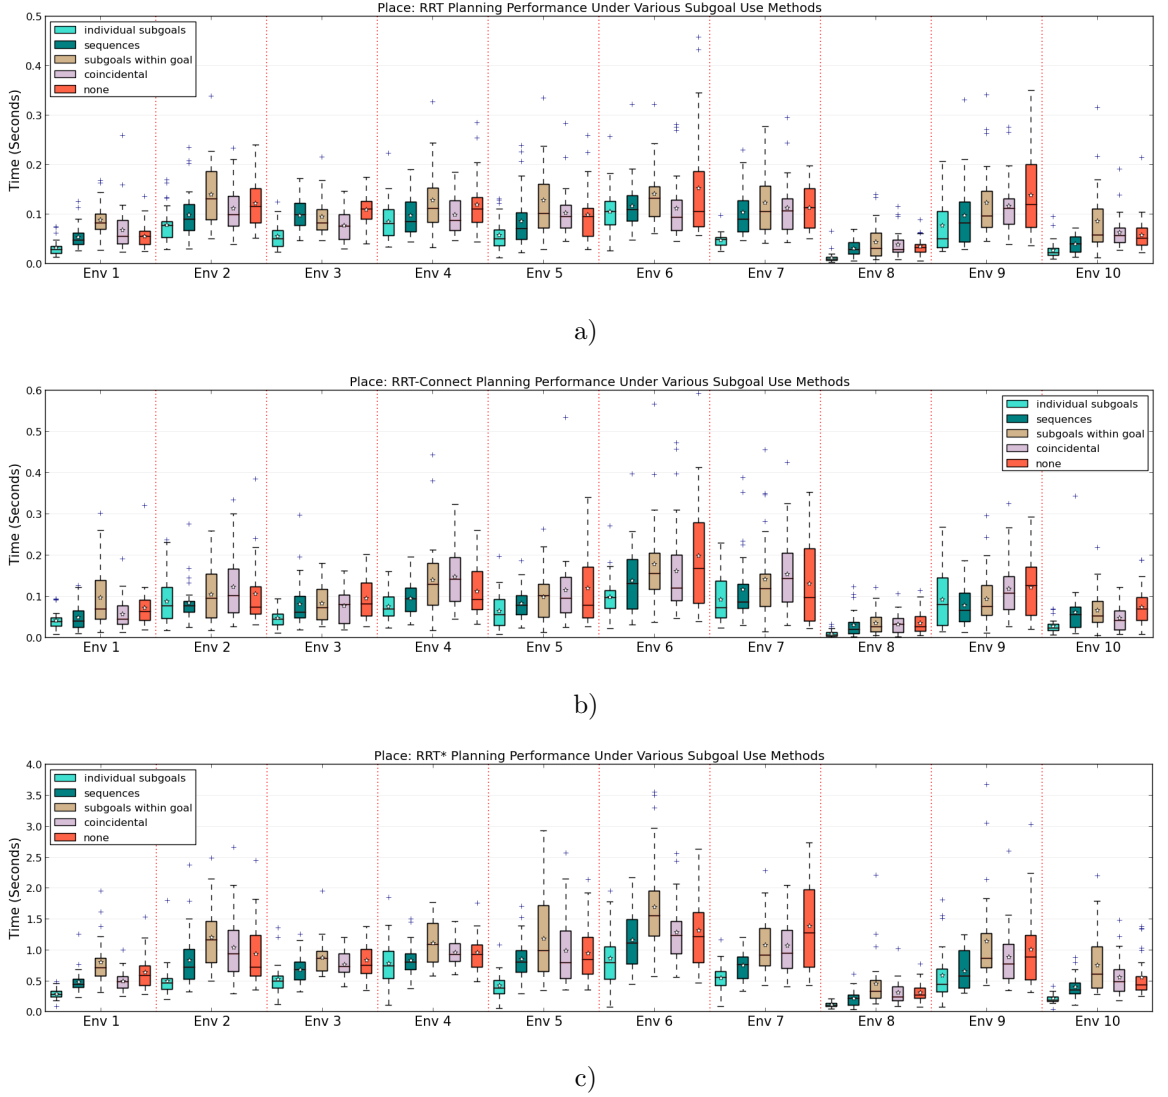 Place: RRT Planning Performance Under Various Subgoal Use Methods
0.5
0.4
0.3
0.2
0.1
0.0
Time (Seconds)
individual subgoals
sequences
subgoals within goal
coincidental
none
Env 1 Env 2 Env 3 Env 4 Env 5 Env 6 Env 7 Env 8 Env 9 Env 10
a)
Place: RRT-Connect Planning Performance Under Various Subgoal Use Methods
0.6
0.5
0.4
0.3
0.2
0.1
0.0
Time (Seconds)
individual subgoals
sequences
subgoals within goal
coincidental
none
Env 1 Env 2 Env 3 Env 4 Env 5 Env 6 Env 7 Env 8 Env 9 Env 10
b)
Place: RRT* Planning Performance Under Various Subgoal Use Methods
4.0
3.5
3.0
2.5
2.0
1.5
1.0
0.5
0.0
Time (Seconds)
individual subgoals
sequences
subgoals within goal
coincidental
none
Env 1 Env 2 Env 3 Env 4 Env 5 Env 6 Env 7 Env 8 Env 9 Env 10
c)